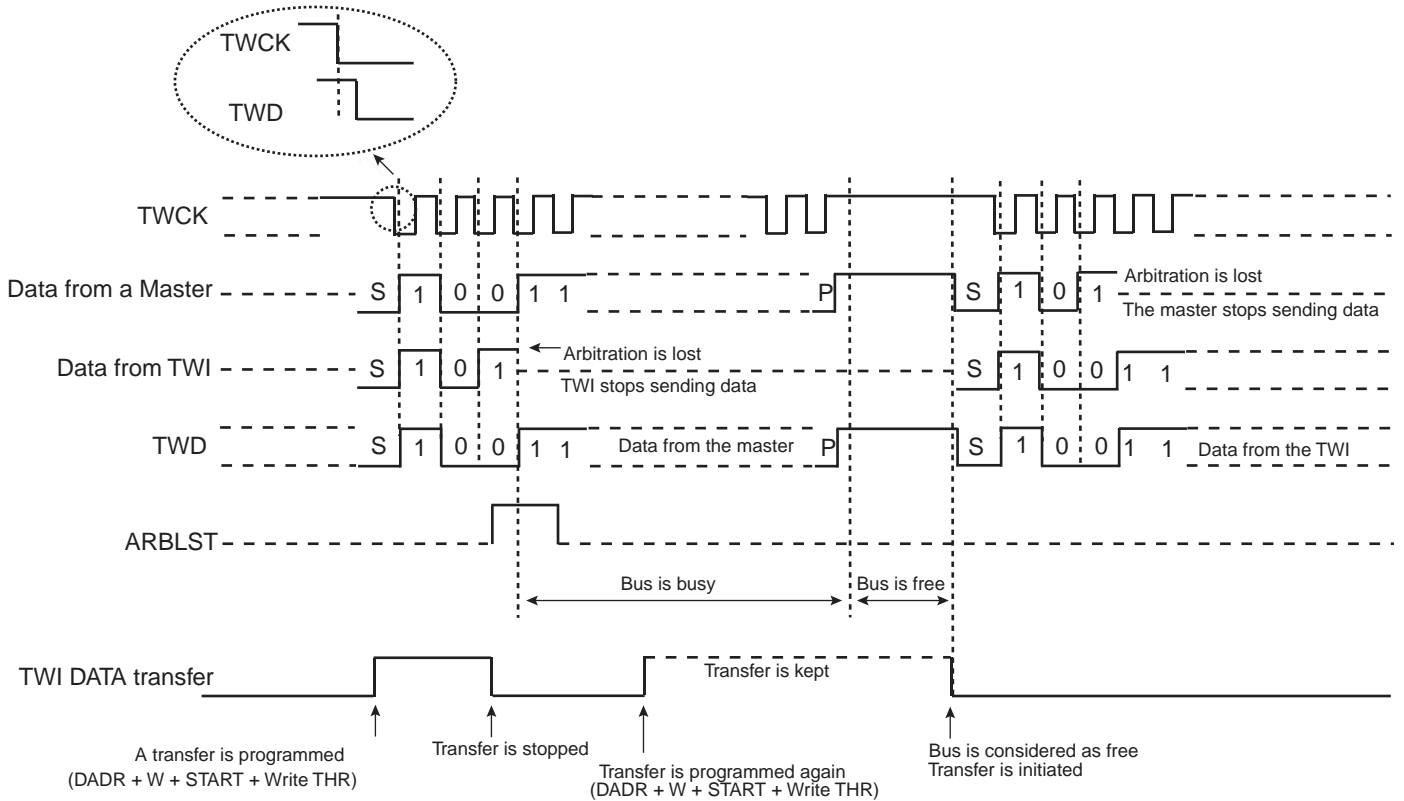 TWCK
TWD
TWCK
Data from a Master S 1 0 0 1 1 P S 1 0 1 Arbitration is lost
The master stops sending data
Data from TWI S 1 0 1 Arbitration is lost S 1 0 0 1 1
TWI stops sending data
TWD S 1 0 0 1 1 Data from the master P S 1 0 0 1 1 Data from the TWI
ARBLST
Bus is busy Bus is free
TWI DATA transfer Transfer is kept
A transfer is programmed
(DADR + W + START + Write THR)
Transfer is stopped
Transfer is programmed again
(DADR + W + START + Write THR)
Bus is considered as free
Transfer is initiated